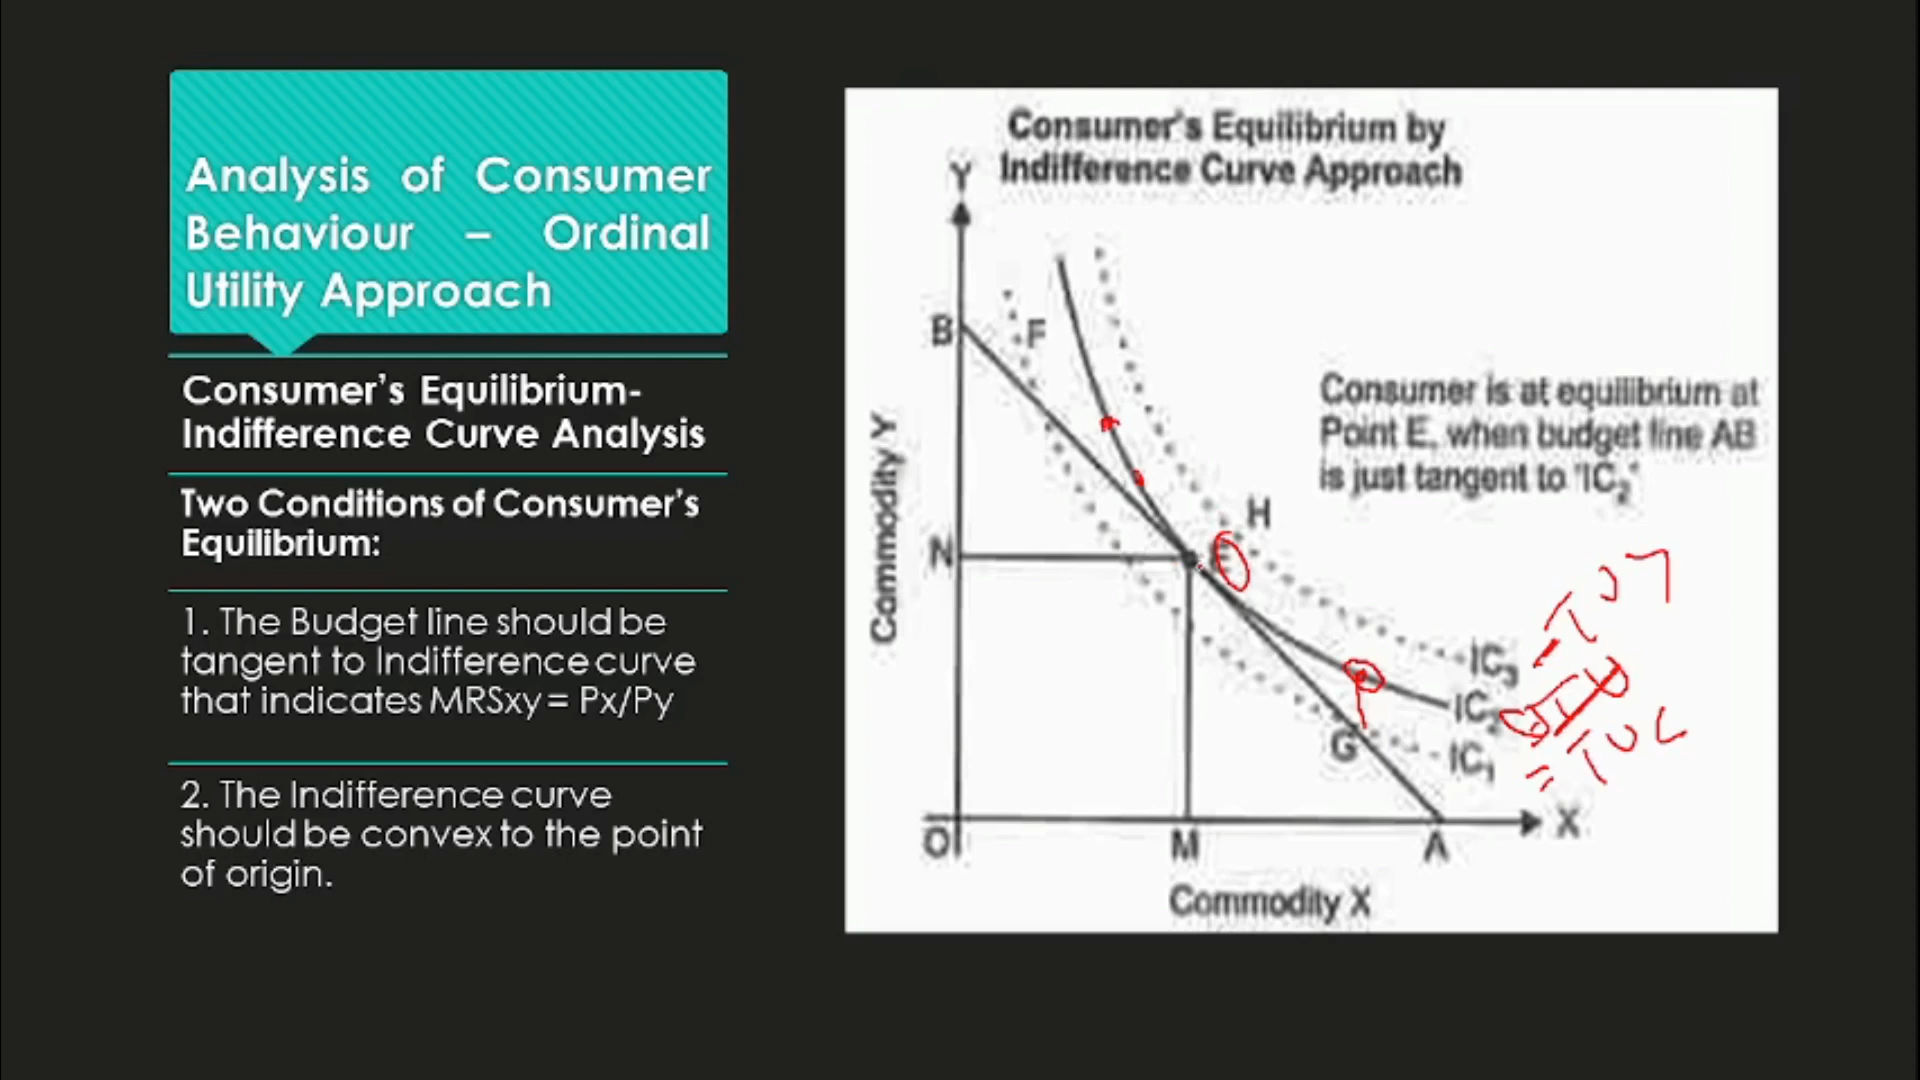 Analysis of Consumer
Behaviour – Ordinal
Utility Approach
Consumer's Equilibrium-
Indifference Curve Analysis
Two Conditions of Consumer's
Equilibrium:
1. The Budget line should be
tangent to Indifference curve
that indicates MRSxy = Px/Py
2. The Indifference curve
should be convex to the point
of origin.
Consumer's Equilibrium by
Indifference Curve Approach
Y
B
F
Consumer is at equilibrium at
Point E, when budget line AB
is just tangent to 'IC₂'
H
N
E
Commodity Y
IC₃
IC₂
G
IC₁
O
M
A
X
Commodity X